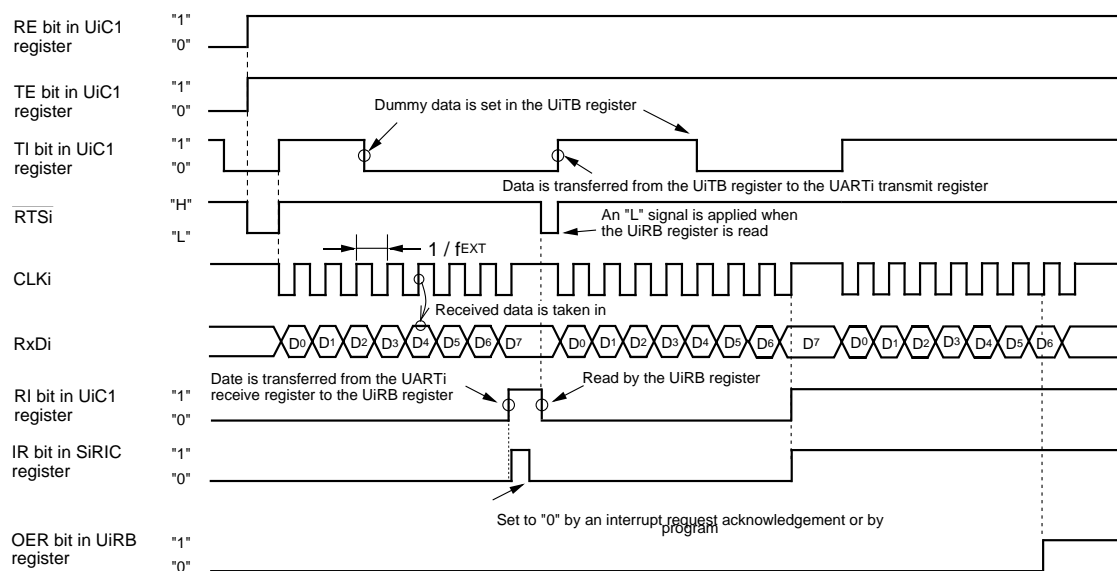 RE bit in UiC1
register
"1"
"0"
TE bit in UiC1
register
"1"
"0"
Dummy data is set in the UiTB register
TI bit in UiC1
register
"1"
"0"
Data is transferred from the UiTB register to the UARTi transmit register
RTSi
"H"
"L"
An "L" signal is applied when
the UiRB register is read
1 / fEXT
CLKi
Received data is taken in
RxDi
D0 D1 D2 D3 D4 D5 D6 D7 D0 D1 D2 D3 D4 D5 D6 D7 D0 D1 D2 D3 D4 D5 D6
Date is transferred from the UARTi
receive register to the UiRB register
Read by the UiRB register
RI bit in UiC1
register
"1"
"0"
IR bit in SiRIC
register
"1"
"0"
Set to "0" by an interrupt request acknowledgement or by
program
OER bit in UiRB
register
"1"
"0"